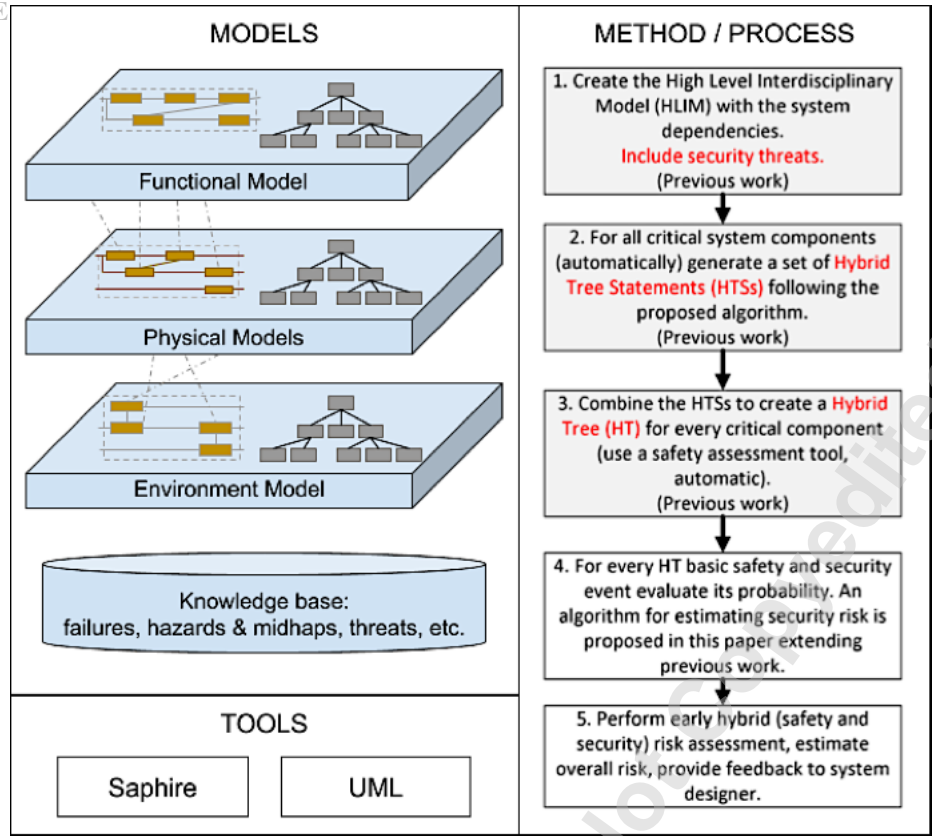 MODELS
Functional Model
Physical Models
Environment Model
Knowledge base:
failures, hazards & midhaps, threats, etc.
TOOLS
Saphire
UML
METHOD / PROCESS
1. Create the High Level Interdisciplinary
Model (HLIM) with the system
dependencies.
Include security threats.
(Previous work)
2. For all critical system components
(automatically) generate a set of Hybrid
Tree Statements (HTSs) following the
proposed algorithm.
(Previous work)
3. Combine the HTSs to create a Hybrid
Tree (HT) for every critical component
(use a safety assessment tool,
automatic).
(Previous work)
4. For every HT basic safety and security
event evaluate its probability. An
algorithm for estimating security risk is
proposed in this paper extending
previous work.
5. Perform early hybrid (safety and
security) risk assessment, estimate
overall risk, provide feedback to system
designer.
ot Copyedite